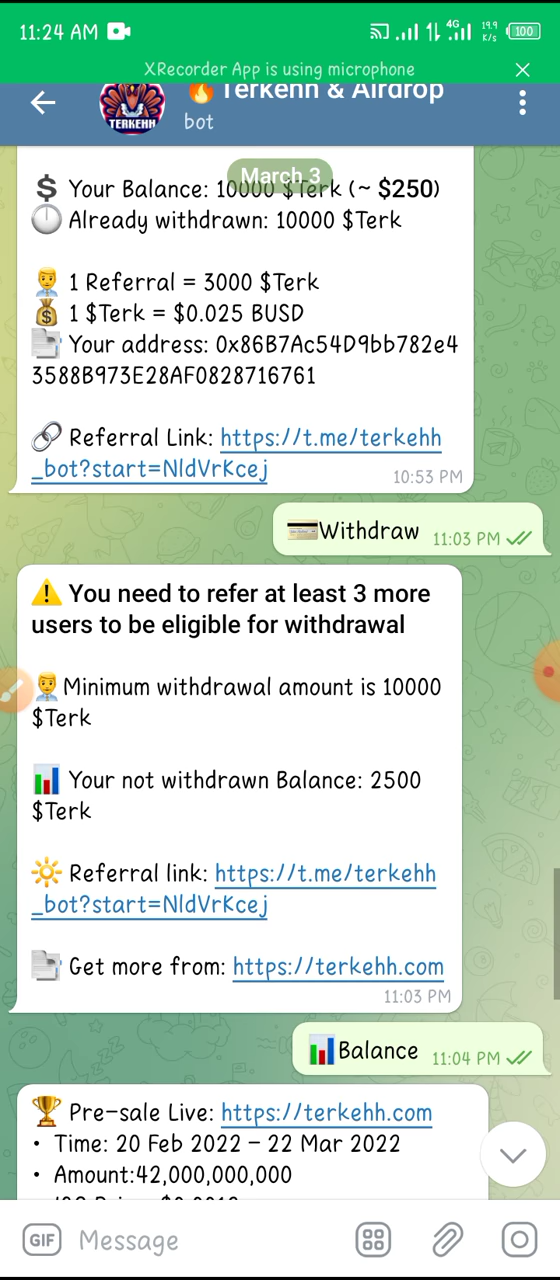 11:24 AM
4G
19.9
K/s
100
XRecorder App is using microphone
TERKEHH
🔥 Terkehh & Airdrop
bot
March 3
💲 Your Balance: 10000 $Terk (~ $250)
Already withdrawn: 10000 $Terk
👨‍💼 1 Referral = 3000 $Terk
💰 1 $Terk = $0.025 BUSD
Your address: 0x86B7Ac54D9bb782e4
3588B973E28AF0828716761
🔗 Referral Link: https://t.me/terkehh
_bot?start=NldVrKcej
10:53 PM
💳Withdraw 11:03 PM
⚠️ You need to refer at least 3 more
users to be eligible for withdrawal
👨‍💼Minimum withdrawal amount is 10000
$Terk
📊 Your not withdrawn Balance: 2500
$Terk
☀️ Referral link: https://t.me/terkehh
_bot?start=NldVrKcej
Get more from: https://terkehh.com
11:03 PM
📊Balance 11:04 PM
🏆 Pre-sale Live: https://terkehh.com
• Time: 20 Feb 2022 – 22 Mar 2022
• Amount:42,000,000,000
GIF Message